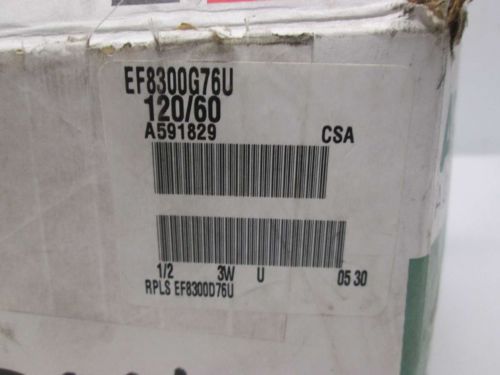 EF8300G76U
120/60
A591829 CSA
1/2 3W U 05 30
RPLS EF8300D76U